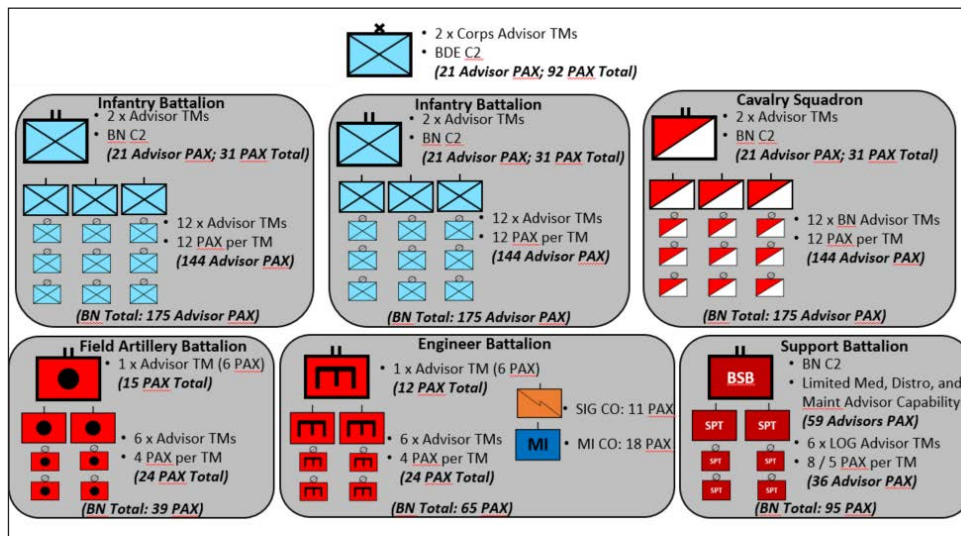 2 x Corps Advisor TMs
BDE C2
(21 Advisor PAX; 92 PAX Total)
Infantry Battalion
2 x Advisor TMs
BN C2
(21 Advisor PAX; 31 PAX Total)
12 x Advisor TMs
12 PAX per TM
(144 Advisor PAX)
(BN Total: 175 Advisor PAX)
Infantry Battalion
2 x Advisor TMs
BN C2
(21 Advisor PAX; 31 PAX Total)
12 x Advisor TMs
12 PAX per TM
(144 Advisor PAX)
(BN Total: 175 Advisor PAX)
Cavalry Squadron
2 x Advisor TMs
BN C2
(21 Advisor PAX; 31 PAX Total)
12 x BN Advisor TMs
12 PAX per TM
(144 Advisor PAX)
(BN Total: 175 Advisor PAX)
Field Artillery Battalion
1 x Advisor TM (6 PAX)
(15 PAX Total)
6 x Advisor TMs
4 PAX per TM
(24 PAX Total)
(BN Total: 39 PAX)
Engineer Battalion
1 x Advisor TM (6 PAX)
(12 PAX Total)
6 x Advisor TMs
4 PAX per TM
(24 PAX Total)
SIG CO: 11 PAX
MI
MI CO: 18 PAX
(BN Total: 65 PAX)
Support Battalion
BSB
BN C2
Limited Med, Distro, and
Maint Advisor Capability
(59 Advisors PAX)
SPT SPT
6 x LOG Advisor TMs
SPT SPT
8 / 5 PAX per TM
SPT SPT
(36 Advisor PAX)
(BN Total: 95 PAX)